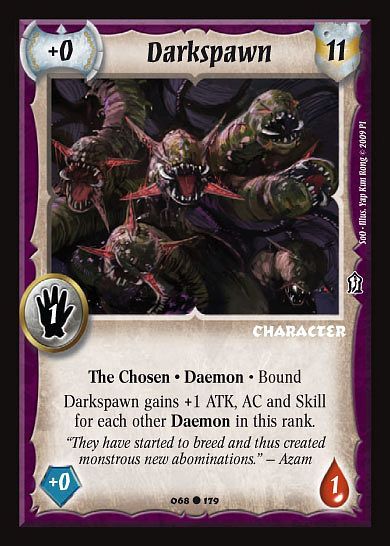 +0
Darkspawn
11
SoO • Illus. Yap Kun Rong © 2009 P1
1
CHARACTER
The Chosen • Daemon • Bound
Darkspawn gains +1 ATK, AC and Skill
for each other Daemon in this rank.
“They have started to breed and thus created
monstrous new abominations.” – Azam
+0
068 ● 179
1